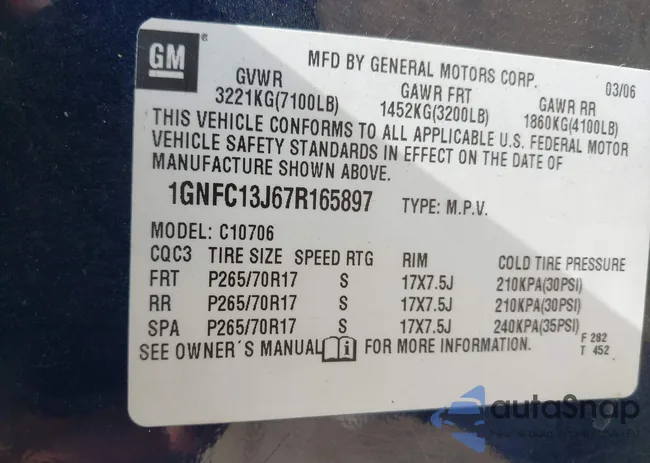 GM
MFD BY GENERAL MOTORS CORP. 03/06
GVWR GAWR FRT GAWR RR
3221KG(7100LB) 1452KG(3200LB) 1860KG(4100LB)
THIS VEHICLE CONFORMS TO ALL APPLICABLE U.S. FEDERAL MOTOR
VEHICLE SAFETY STANDARDS IN EFFECT ON THE DATE OF
MANUFACTURE SHOWN ABOVE.
1GNFC13J67R165897 TYPE: M.P.V.
MODEL: C10706
CQC3 TIRE SIZE SPEED RTG RIM COLD TIRE PRESSURE
FRT P265/70R17 S 17X7.5J 210KPA(30PSI)
RR P265/70R17 S 17X7.5J 210KPA(30PSI)
SPA P265/70R17 S 17X7.5J 240KPA(35PSI)
SEE OWNER´S MANUAL FOR MORE INFORMATION. F 282
T 452
autoSnap